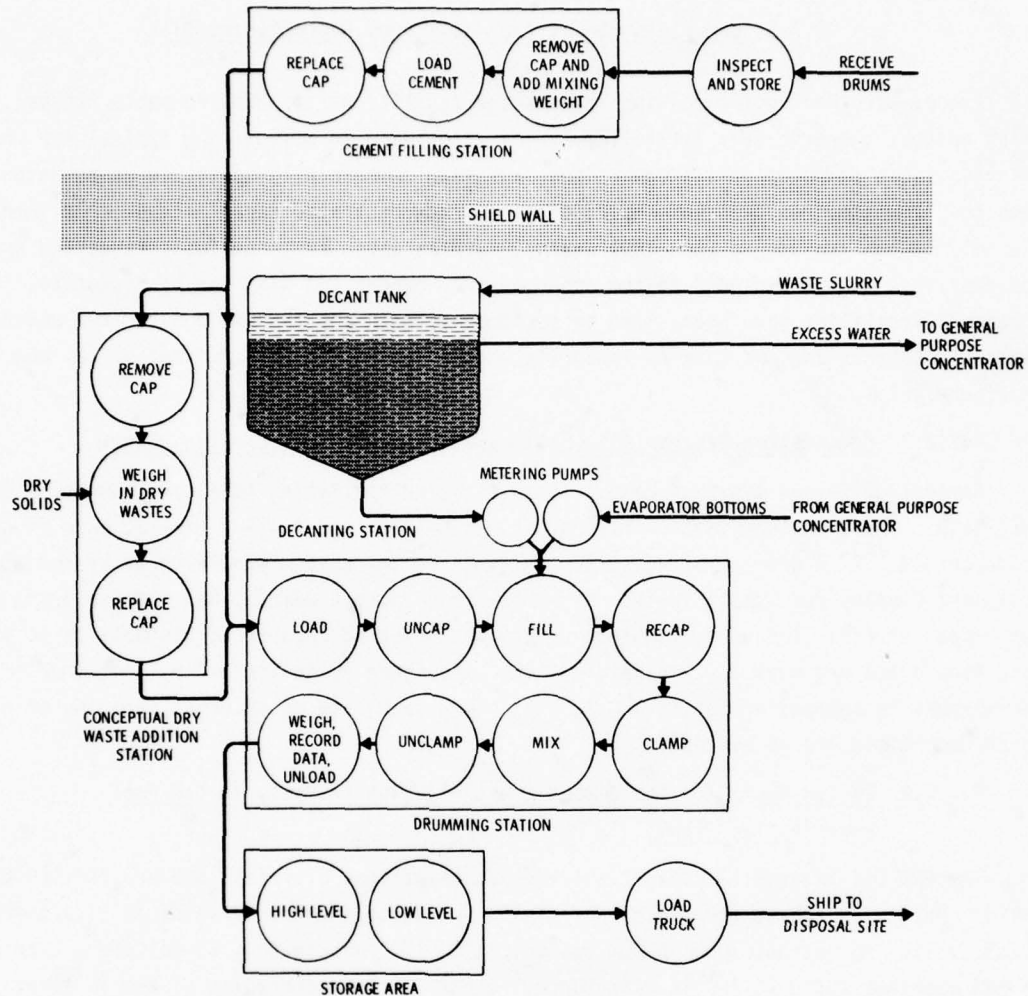 REPLACE
CAP
LOAD
CEMENT
REMOVE
CAP AND
ADD MIXING
WEIGHT
INSPECT
AND STORE
RECEIVE
DRUMS
CEMENT FILLING STATION
SHIELD WALL
DECANT TANK
WASTE SLURRY
EXCESS WATER
TO GENERAL
PURPOSE
CONCENTRATOR
REMOVE
CAP
DRY
SOLIDS
WEIGH
IN DRY
WASTES
REPLACE
CAP
CONCEPTUAL DRY
WASTE ADDITION
STATION
DECANTING STATION
METERING PUMPS
EVAPORATOR BOTTOMS
FROM GENERAL PURPOSE
CONCENTRATOR
LOAD
UNCAP
FILL
RECAP
WEIGH,
RECORD
DATA,
UNLOAD
UNCLAMP
MIX
CLAMP
DRUMMING STATION
HIGH LEVEL
LOW LEVEL
STORAGE AREA
LOAD
TRUCK
SHIP TO
DISPOSAL SITE